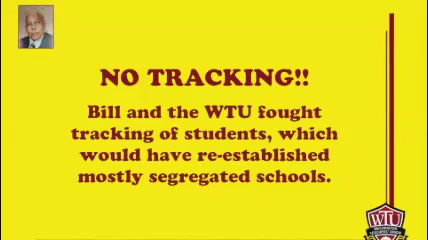 NO TRACKING!!
Bill and the WTU fought
tracking of students, which
would have re-established
mostly segregated schools.
WTU